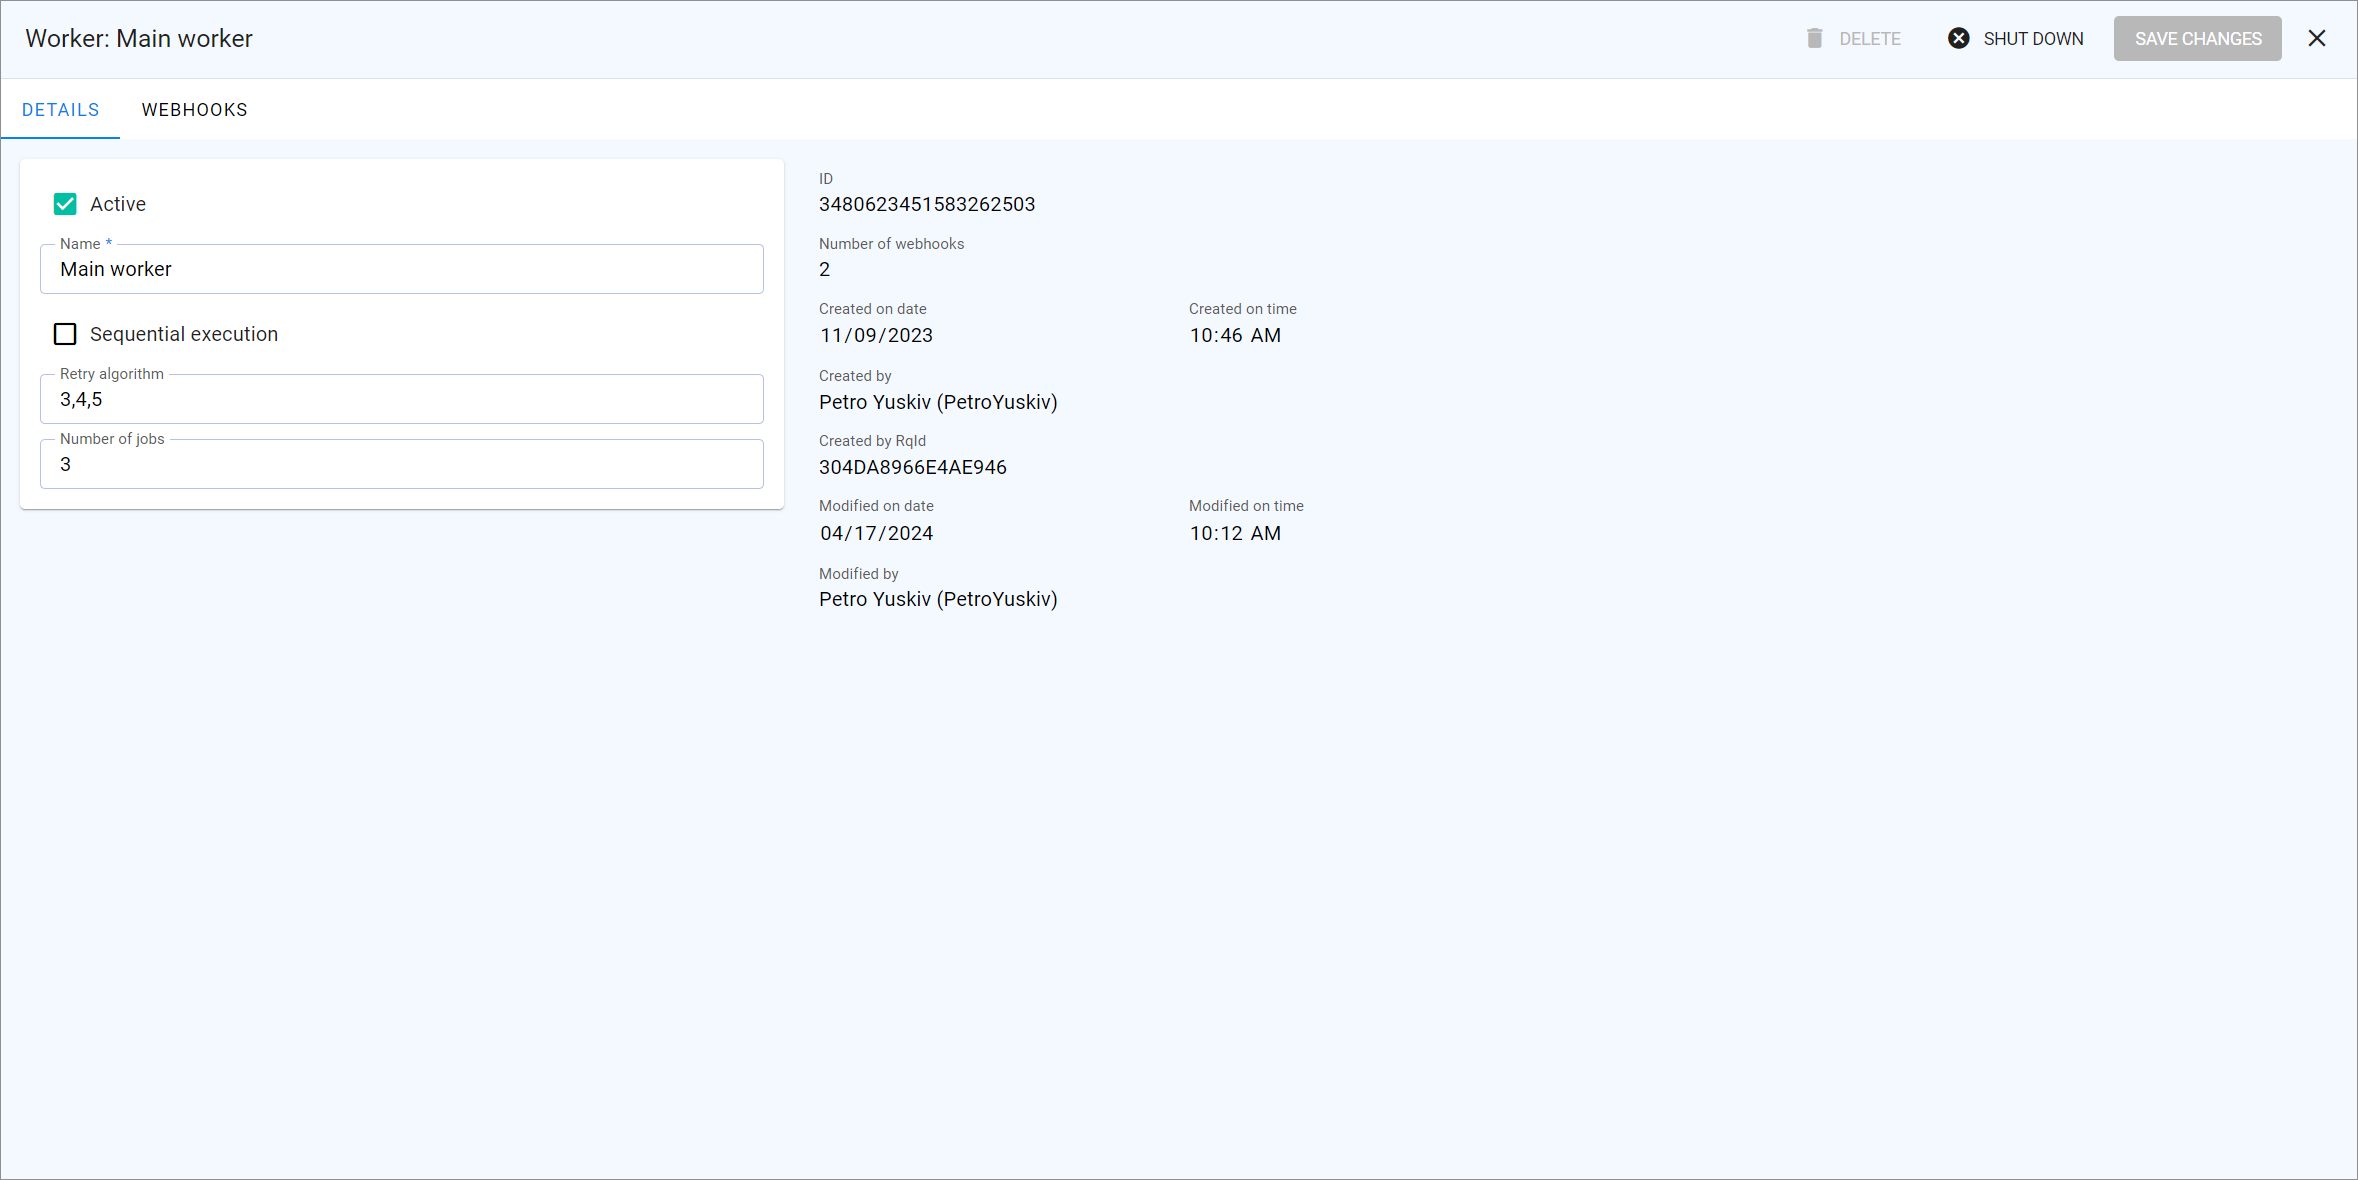 Worker: Main worker
DELETE
SHUT DOWN
SAVE CHANGES
DETAILS
WEBHOOKS
Active
Name *
Main worker
Sequential execution
Retry algorithm
3,4,5
Number of jobs
3
ID
3480623451583262503
Number of webhooks
2
Created on date
11/09/2023
Created on time
10:46 AM
Created by
Petro Yuskiv (PetroYuskiv)
Created by RqId
304DA8966E4AE946
Modified on date
04/17/2024
Modified on time
10:12 AM
Modified by
Petro Yuskiv (PetroYuskiv)